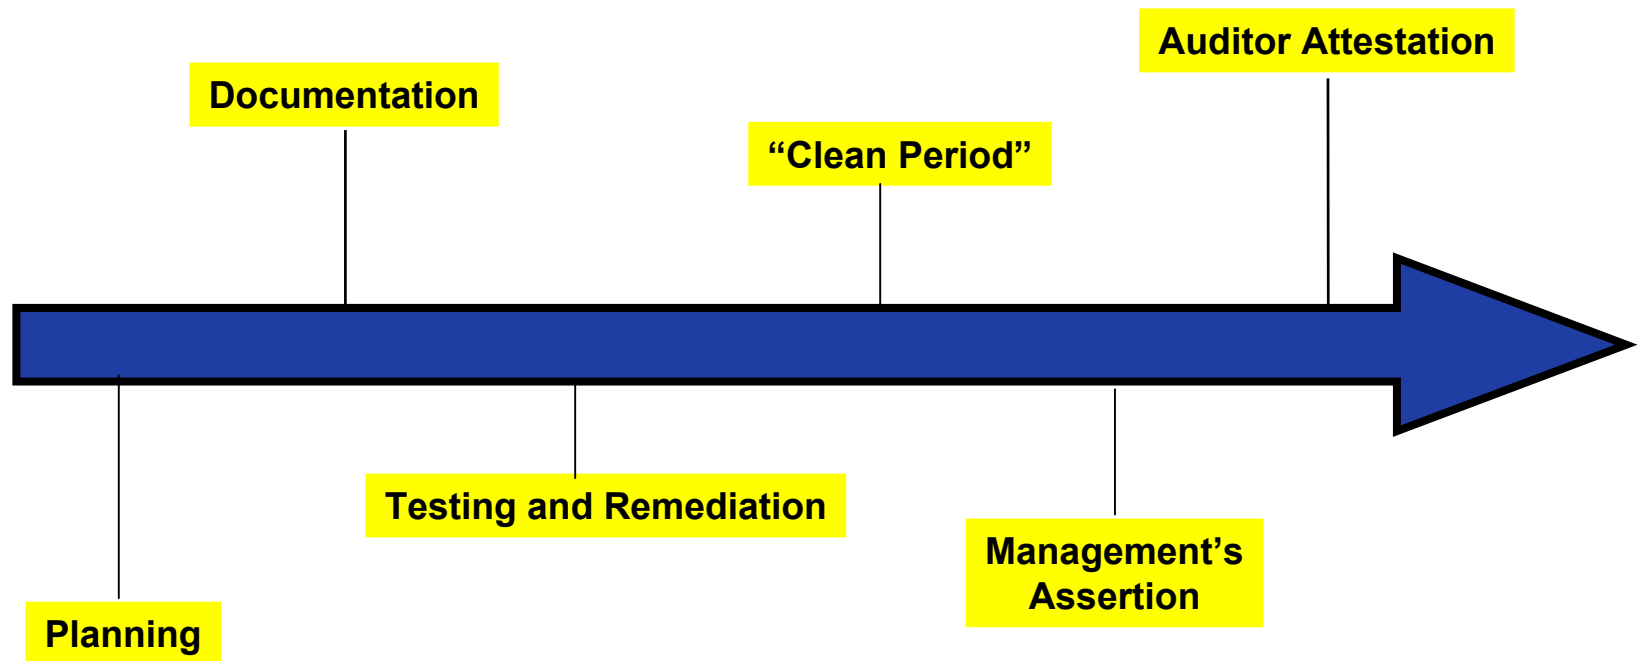 Auditor Attestation
Documentation
“Clean Period”
Testing and Remediation
Management’s
Assertion
Planning